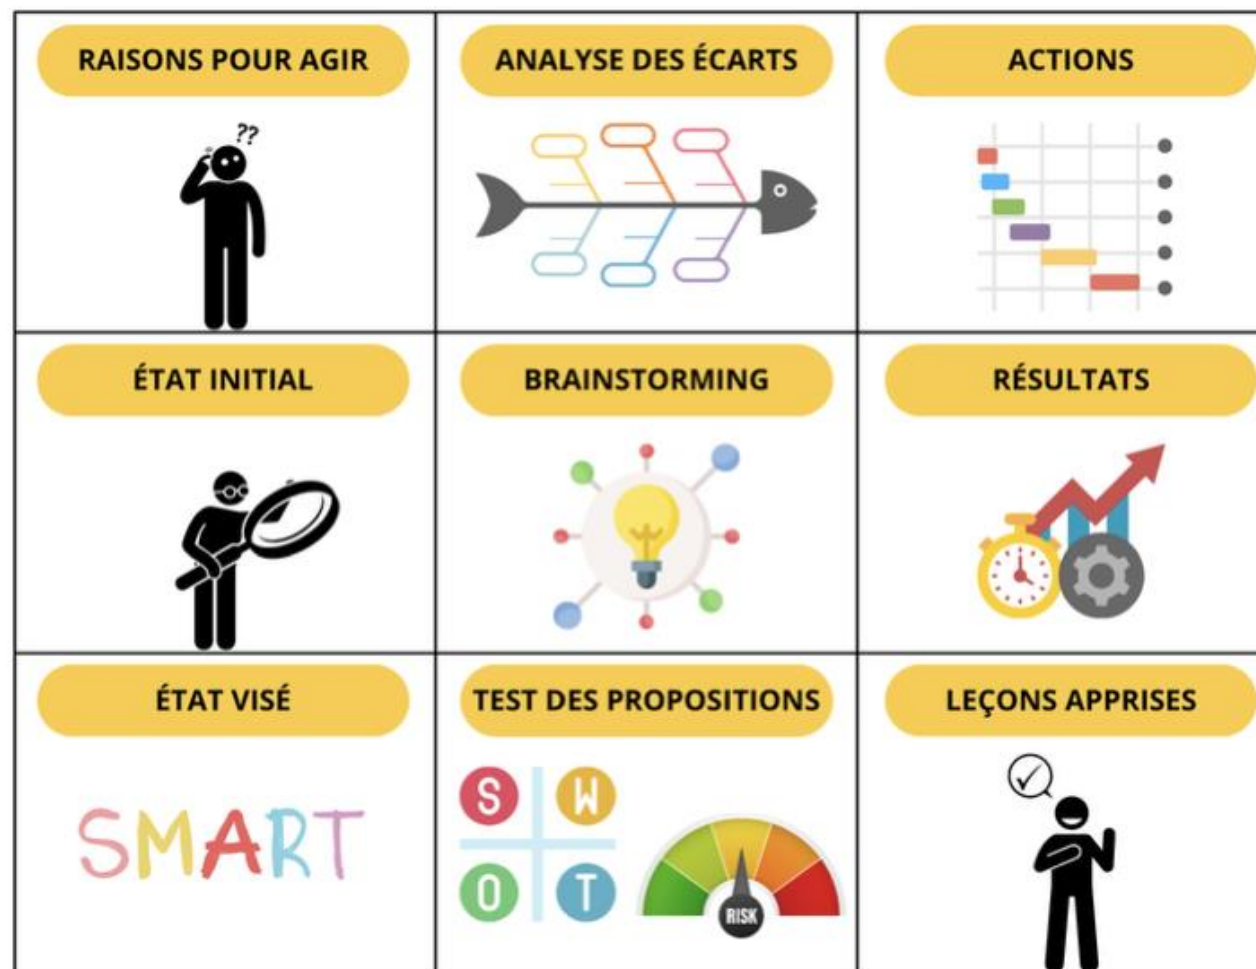 RAISONS POUR AGIR
ANALYSE DES ÉCARTS
ACTIONS
??
ÉTAT INITIAL
BRAINSTORMING
RÉSULTATS
ÉTAT VISÉ
TEST DES PROPOSITIONS
LEÇONS APPRISES
SMART
S W
O T
RISK